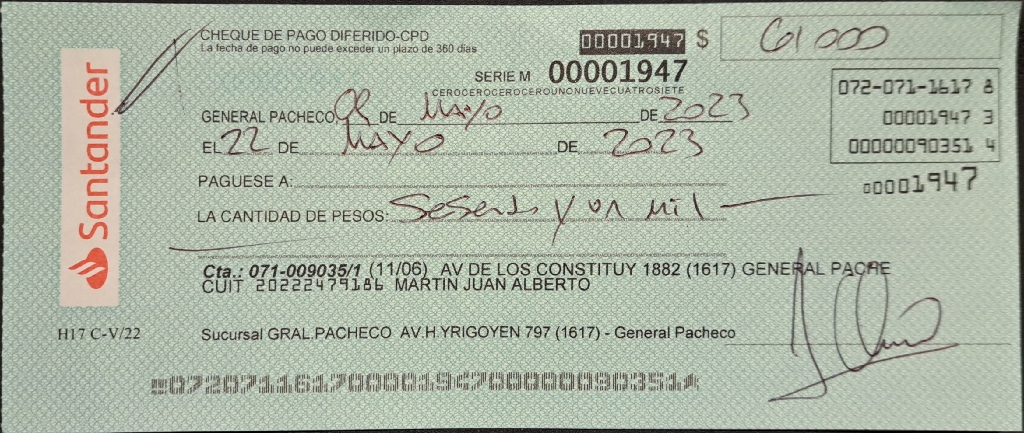 Santander
CHEQUE DE PAGO DIFERIDO-CPD
La fecha de pago no puede exceder un plazo de 360 días
00001947 $ 61000
SERIE M 00001947
CEROCEROCEROCEROUNONUEVECUATROSIETE
072-071-1617 8
00001947 3
00000090351 4
00001947
GENERAL PACHECO, 08 DE MAYO DE 2023
EL 22 DE MAYO DE 2023
PAGUESE A:
LA CANTIDAD DE PESOS: Sesenta y un mil
Cta.: 071-009035/1 (11/06) AV DE LOS CONSTITUY 1882 (1617) GENERAL PACHE
CUIT 20222479186 MARTIN JUAN ALBERTO
H17 C-V/22
Sucursal GRAL.PACHECO AV.H.YRIGOYEN 797 (1617) - General Pacheco
072071161700001947000000903514